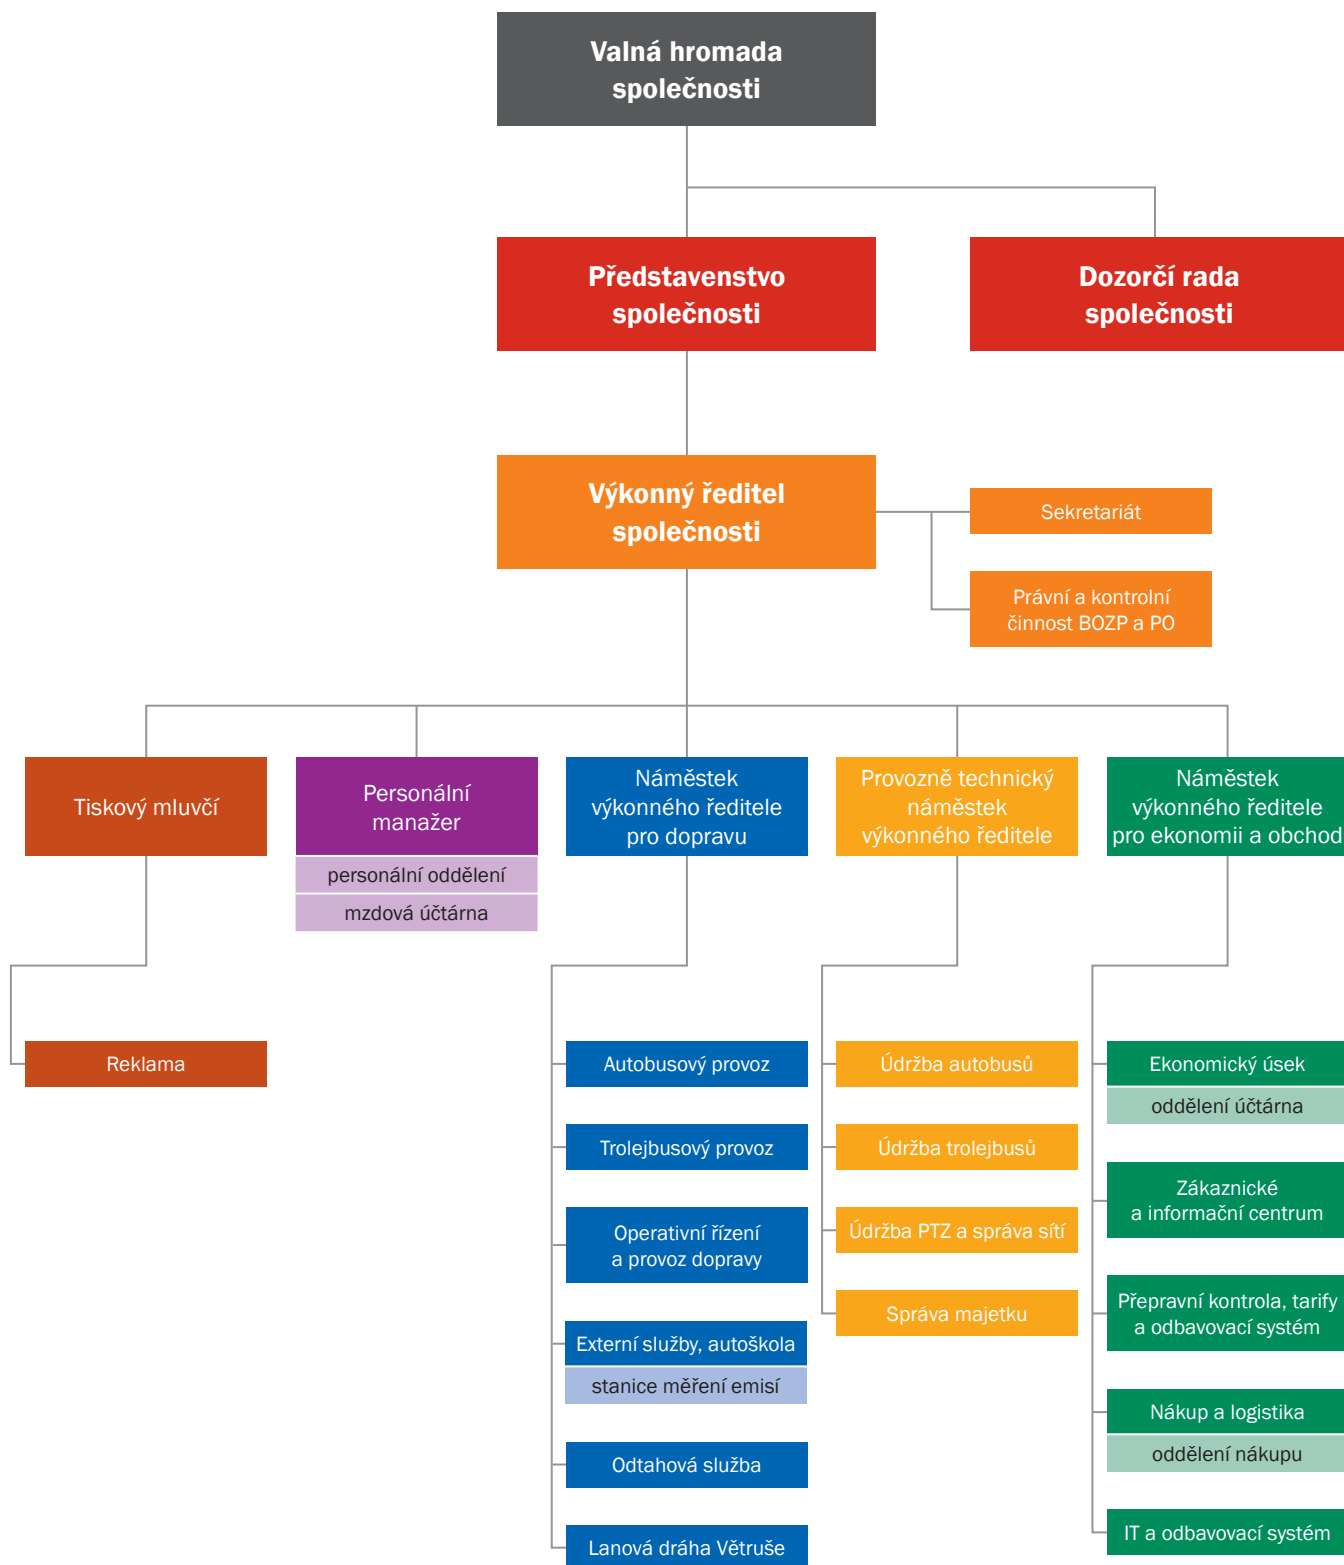 Valná hromada
společnosti
Představenstvo
společnosti
Dozorčí rada
společnosti
Výkonný ředitel
společnosti
Sekretariát
Právní a kontrolní
činnost BOZP a PO
Tiskový mluvčí
Personální
manažer
personální oddělení
mzdová účtárna
Náměstek
výkonného ředitele
pro dopravu
Provozně technický
náměstek
výkonného ředitele
Náměstek
výkonného ředitele
pro ekonomii a obchod
Reklama
Autobusový provoz
Trolejbusový provoz
Operativní řízení
a provoz dopravy
Externí služby, autoškola
stanice měření emisí
Odtahová služba
Lanová dráha Větruše
Údržba autobusů
Údržba trolejbusů
Údržba PTZ a správa sítí
Správa majetku
Ekonomický úsek
oddělení účtárna
Zákaznické
a informační centrum
Přepravní kontrola, tarify
a odbavovací systém
Nákup a logistika
oddělení nákupu
IT a odbavovací systém